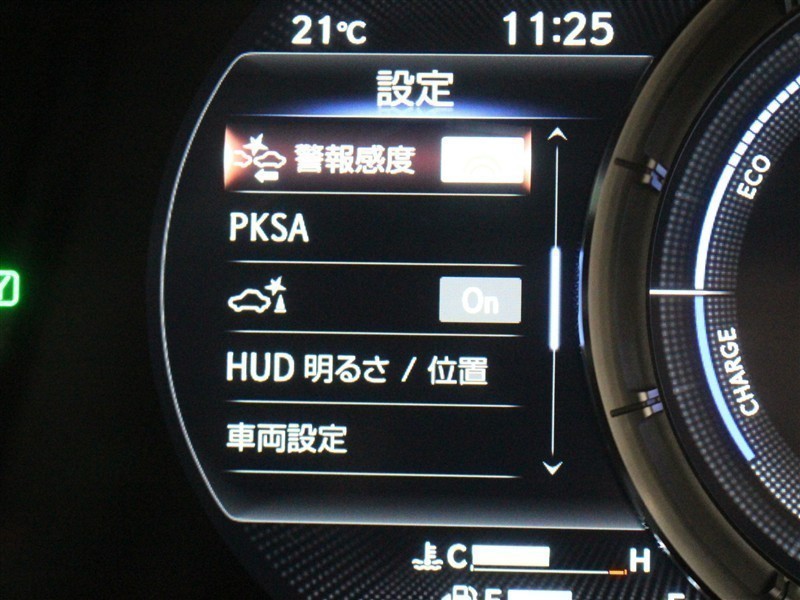 21℃ 11:25
設定
警報感度
PKSA
On
HUD 明るさ / 位置
車両設定
ECO
CHARGE
C H